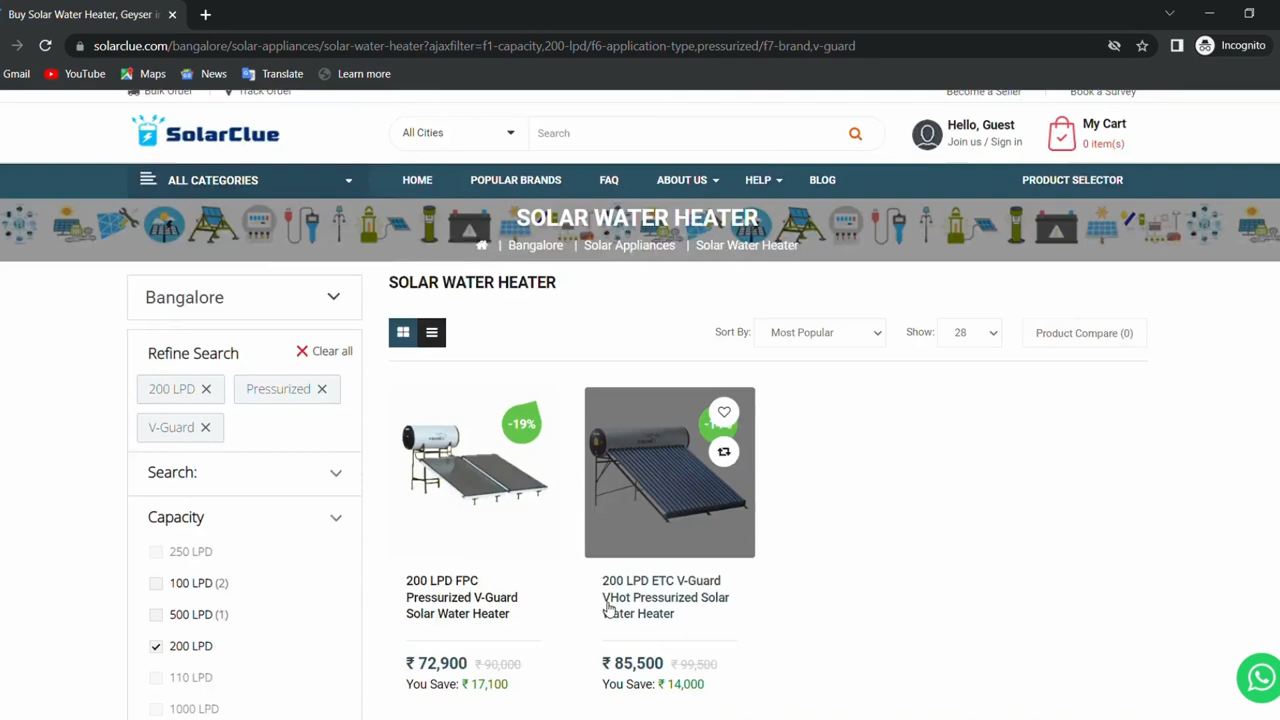 Buy Solar Water Heater, Geyser in
solarclue.com/bangalore/solar-appliances/solar-water-heater?ajaxfilter=f1-capacity,200-lpd/f6-application-type,pressurized/f7-brand,v-guard
Incognito
Gmail YouTube Maps News Translate Learn more
Bulk Order Track Order Become a Seller Book a Survey
SolarClue
All Cities Search
Hello, Guest
Join us / Sign in
My Cart
0 item(s)
ALL CATEGORIES HOME POPULAR BRANDS FAQ ABOUT US HELP BLOG PRODUCT SELECTOR
SOLAR WATER HEATER
| Bangalore | Solar Appliances | Solar Water Heater
Bangalore
Refine Search Clear all
200 LPD Pressurized
V-Guard
Search:
Capacity
250 LPD
100 LPD (2)
500 LPD (1)
200 LPD
110 LPD
1000 LPD
SOLAR WATER HEATER
Sort By: Most Popular Show: 28 Product Compare (0)
-19%
200 LPD FPC
Pressurized V-Guard
Solar Water Heater
₹ 72,900 ₹ 90,000
You Save: ₹ 17,100
200 LPD ETC V-Guard
VHot Pressurized Solar
Water Heater
₹ 85,500 ₹ 99,500
You Save: ₹ 14,000